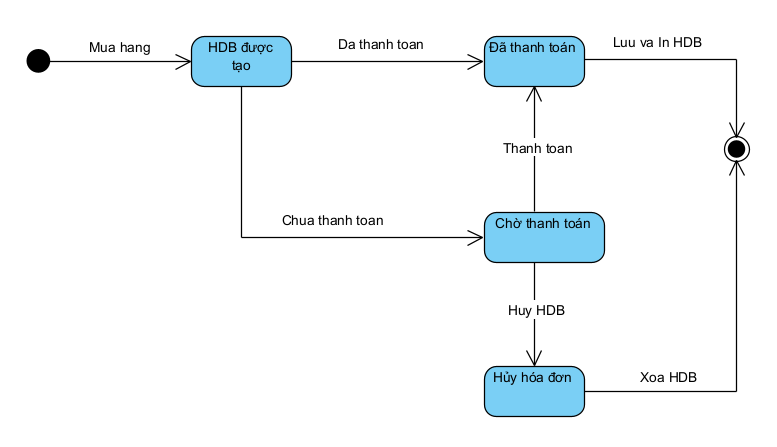 Mua hang
HDB được
tạo
Da thanh toan
Đã thanh toán
Luu va In HDB
Thanh toan
Chua thanh toan
Chờ thanh toán
Huy HDB
Hủy hóa đơn
Xoa HDB